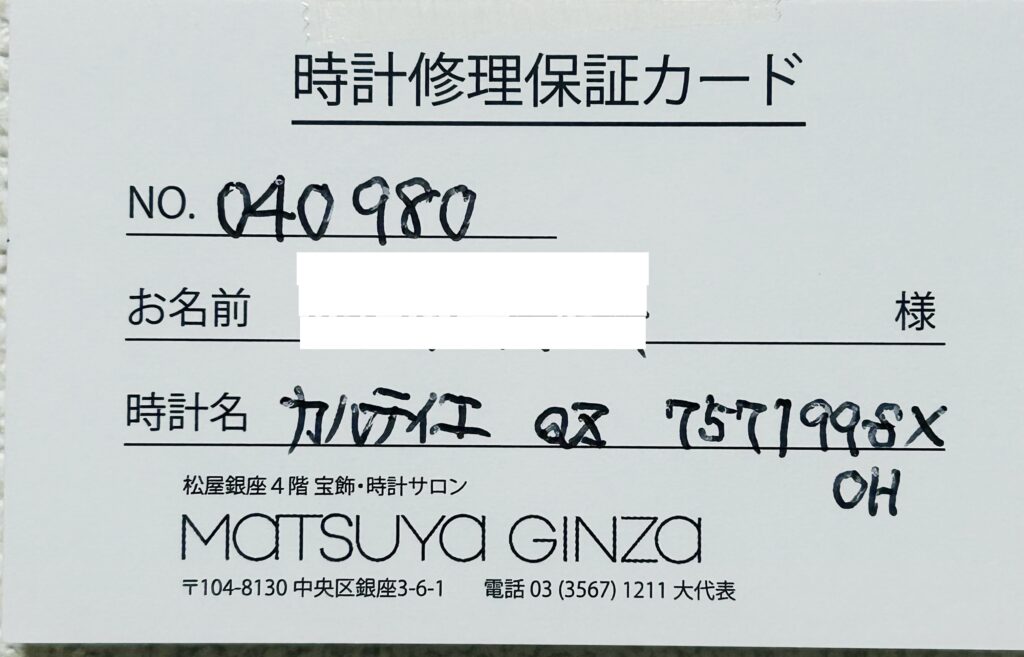 時計修理保証カード
NO. 040980
お名前 様
時計名 カルティエ QZ 7571998X
OH
松屋銀座4階 宝飾・時計サロン
MATSUYA GINZA
〒104-8130 中央区銀座3-6-1 電話 03 (3567) 1211 大代表